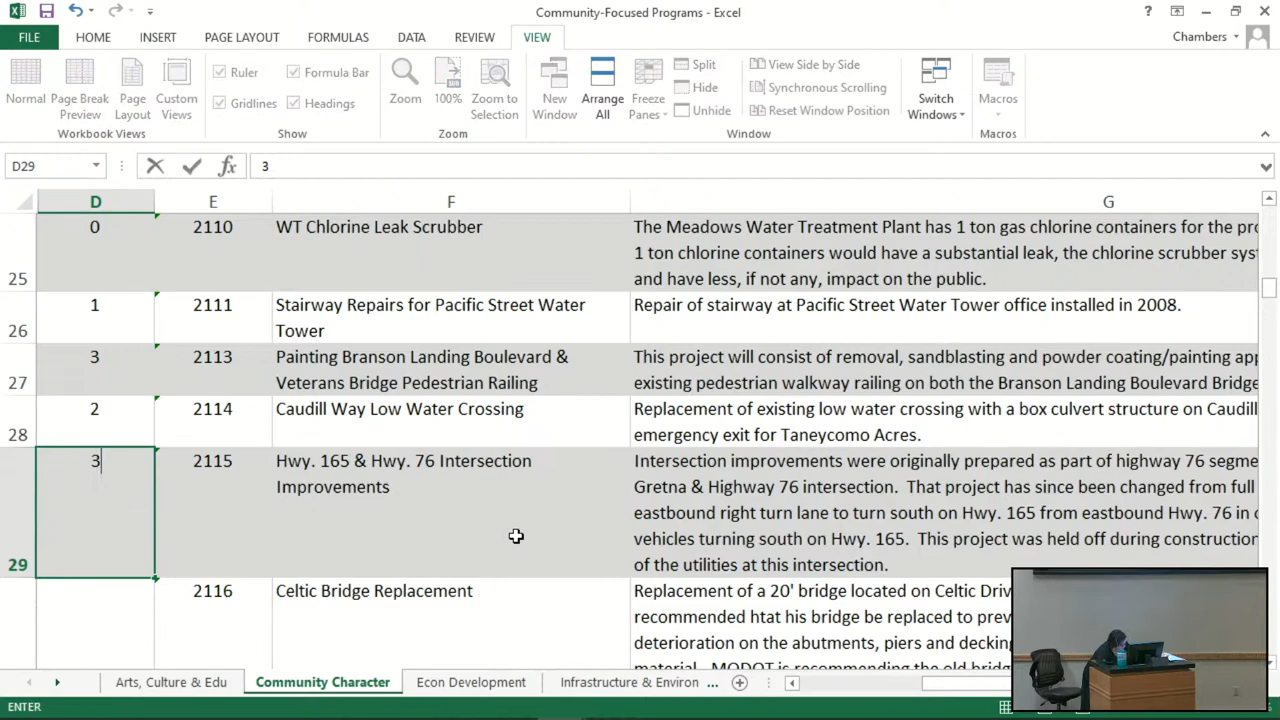 Community-Focused Programs - Excel
?
FILE HOME INSERT PAGE LAYOUT FORMULAS DATA REVIEW VIEW Chambers
Normal
Page Break Preview
Page Layout
Custom Views
Workbook Views
Ruler
Formula Bar
Gridlines
Headings
Show
Zoom
100%
Zoom to Selection
Zoom
New Window
Arrange All
Freeze Panes
Split
Hide
Unhide
View Side by Side
Synchronous Scrolling
Reset Window Position
Window
Switch Windows
Macros
Macros
D29 fx 3
D E F G
0 2110 WT Chlorine Leak Scrubber The Meadows Water Treatment Plant has 1 ton gas chlorine containers for the pro
1 ton chlorine containers would have a substantial leak, the chlorine scrubber syst
25 and have less, if not any, impact on the public.
1 2111 Stairway Repairs for Pacific Street Water Repair of stairway at Pacific Street Water Tower office installed in 2008.
26 Tower
3 2113 Painting Branson Landing Boulevard & This project will consist of removal, sandblasting and powder coating/painting app
27 Veterans Bridge Pedestrian Railing existing pedestrian walkway railing on both the Branson Landing Boulevard Bridge
2 2114 Caudill Way Low Water Crossing Replacement of existing low water crossing with a box culvert structure on Caudill
28 emergency exit for Taneycomo Acres.
3 2115 Hwy. 165 & Hwy. 76 Intersection Intersection improvements were originally prepared as part of highway 76 segme
Improvements Gretna & Highway 76 intersection. That project has since been changed from full
eastbound right turn lane to turn south on Hwy. 165 from eastbound Hwy. 76 in
vehicles turning south on Hwy. 165. This project was held off during construction
29 of the utilities at this intersection.
2116 Celtic Bridge Replacement Replacement of a 20' bridge located on Celtic Driv
recommended htat his bridge be replaced to prev
deterioration on the abutments, piers and decking
material. MODOT is recommending the old bridg
Arts, Culture & Edu Community Character Econ Development Infrastructure & Environ ...
ENTER